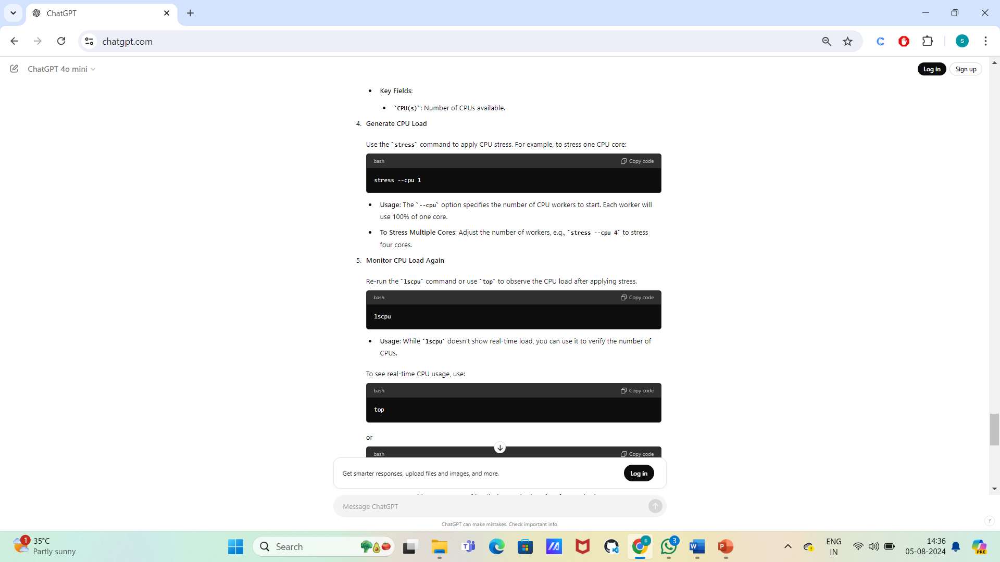 ChatGPT
chatgpt.com
S
ChatGPT 4o mini
Log in
Sign up
Key Fields:
`CPU(s)`: Number of CPUs available.
4. Generate CPU Load
Use the `stress` command to apply CPU stress. For example, to stress one CPU core:
bash
Copy code
stress --cpu 1
Usage: The `--cpu` option specifies the number of CPU workers to start. Each worker will
use 100% of one core.
To Stress Multiple Cores: Adjust the number of workers, e.g., `stress --cpu 4` to stress
four cores.
5. Monitor CPU Load Again
Re-run the `lscpu` command or use `top` to observe the CPU load after applying stress.
bash
Copy code
lscpu
Usage: While `lscpu` doesn't show real-time load, you can use it to verify the number of
CPUs.
To see real-time CPU usage, use:
bash
Copy code
top
or
bash
Copy code
Get smarter responses, upload files and images, and more.
Log in
Message ChatGPT
ChatGPT can make mistakes. Check important info.
?
1
35°C
Partly sunny
Search
S
3
ENG
IN
14:36
05-08-2024
PRE